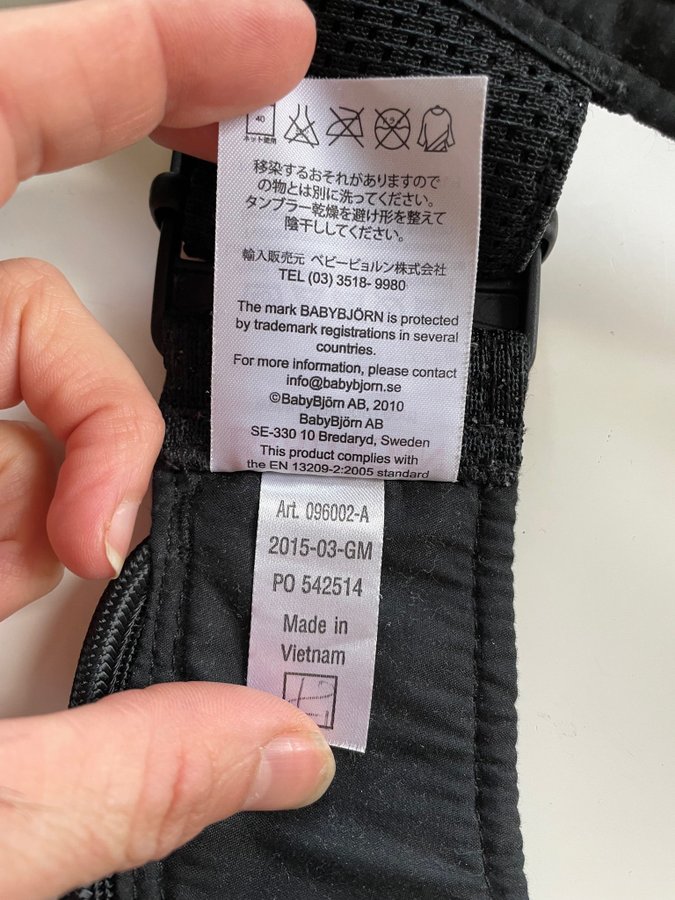 40
ネット使用
移染するおそれがありますので
の物とは別に洗ってください。
タンブラー乾燥を避け形を整えて
陰干ししてください。
輸入販売元 ベビービョルン株式会社
TEL (03) 3518- 9980
The mark BABYBJÖRN is protected
by trademark registrations in several
countries.
For more information, please contact
info@babybjorn.se
©BabyBjörn AB, 2010
BabyBjörn AB
SE-330 10 Bredaryd, Sweden
This product complies with
the EN 13209-2:2005 standard
Art. 096002-A
2015-03-GM
PO 542514
Made in
Vietnam